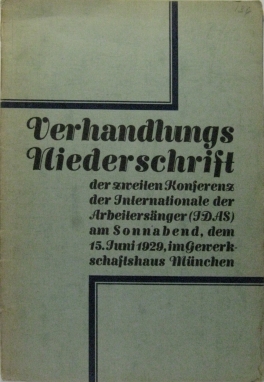 Verhandlungs
Niederschrift
der zweiten Konferenz
der Internationale der
Arbeitersänger (IDAS)
am Sonnabend, dem
15. Juni 1929, im Gewerk-
schaftshaus München